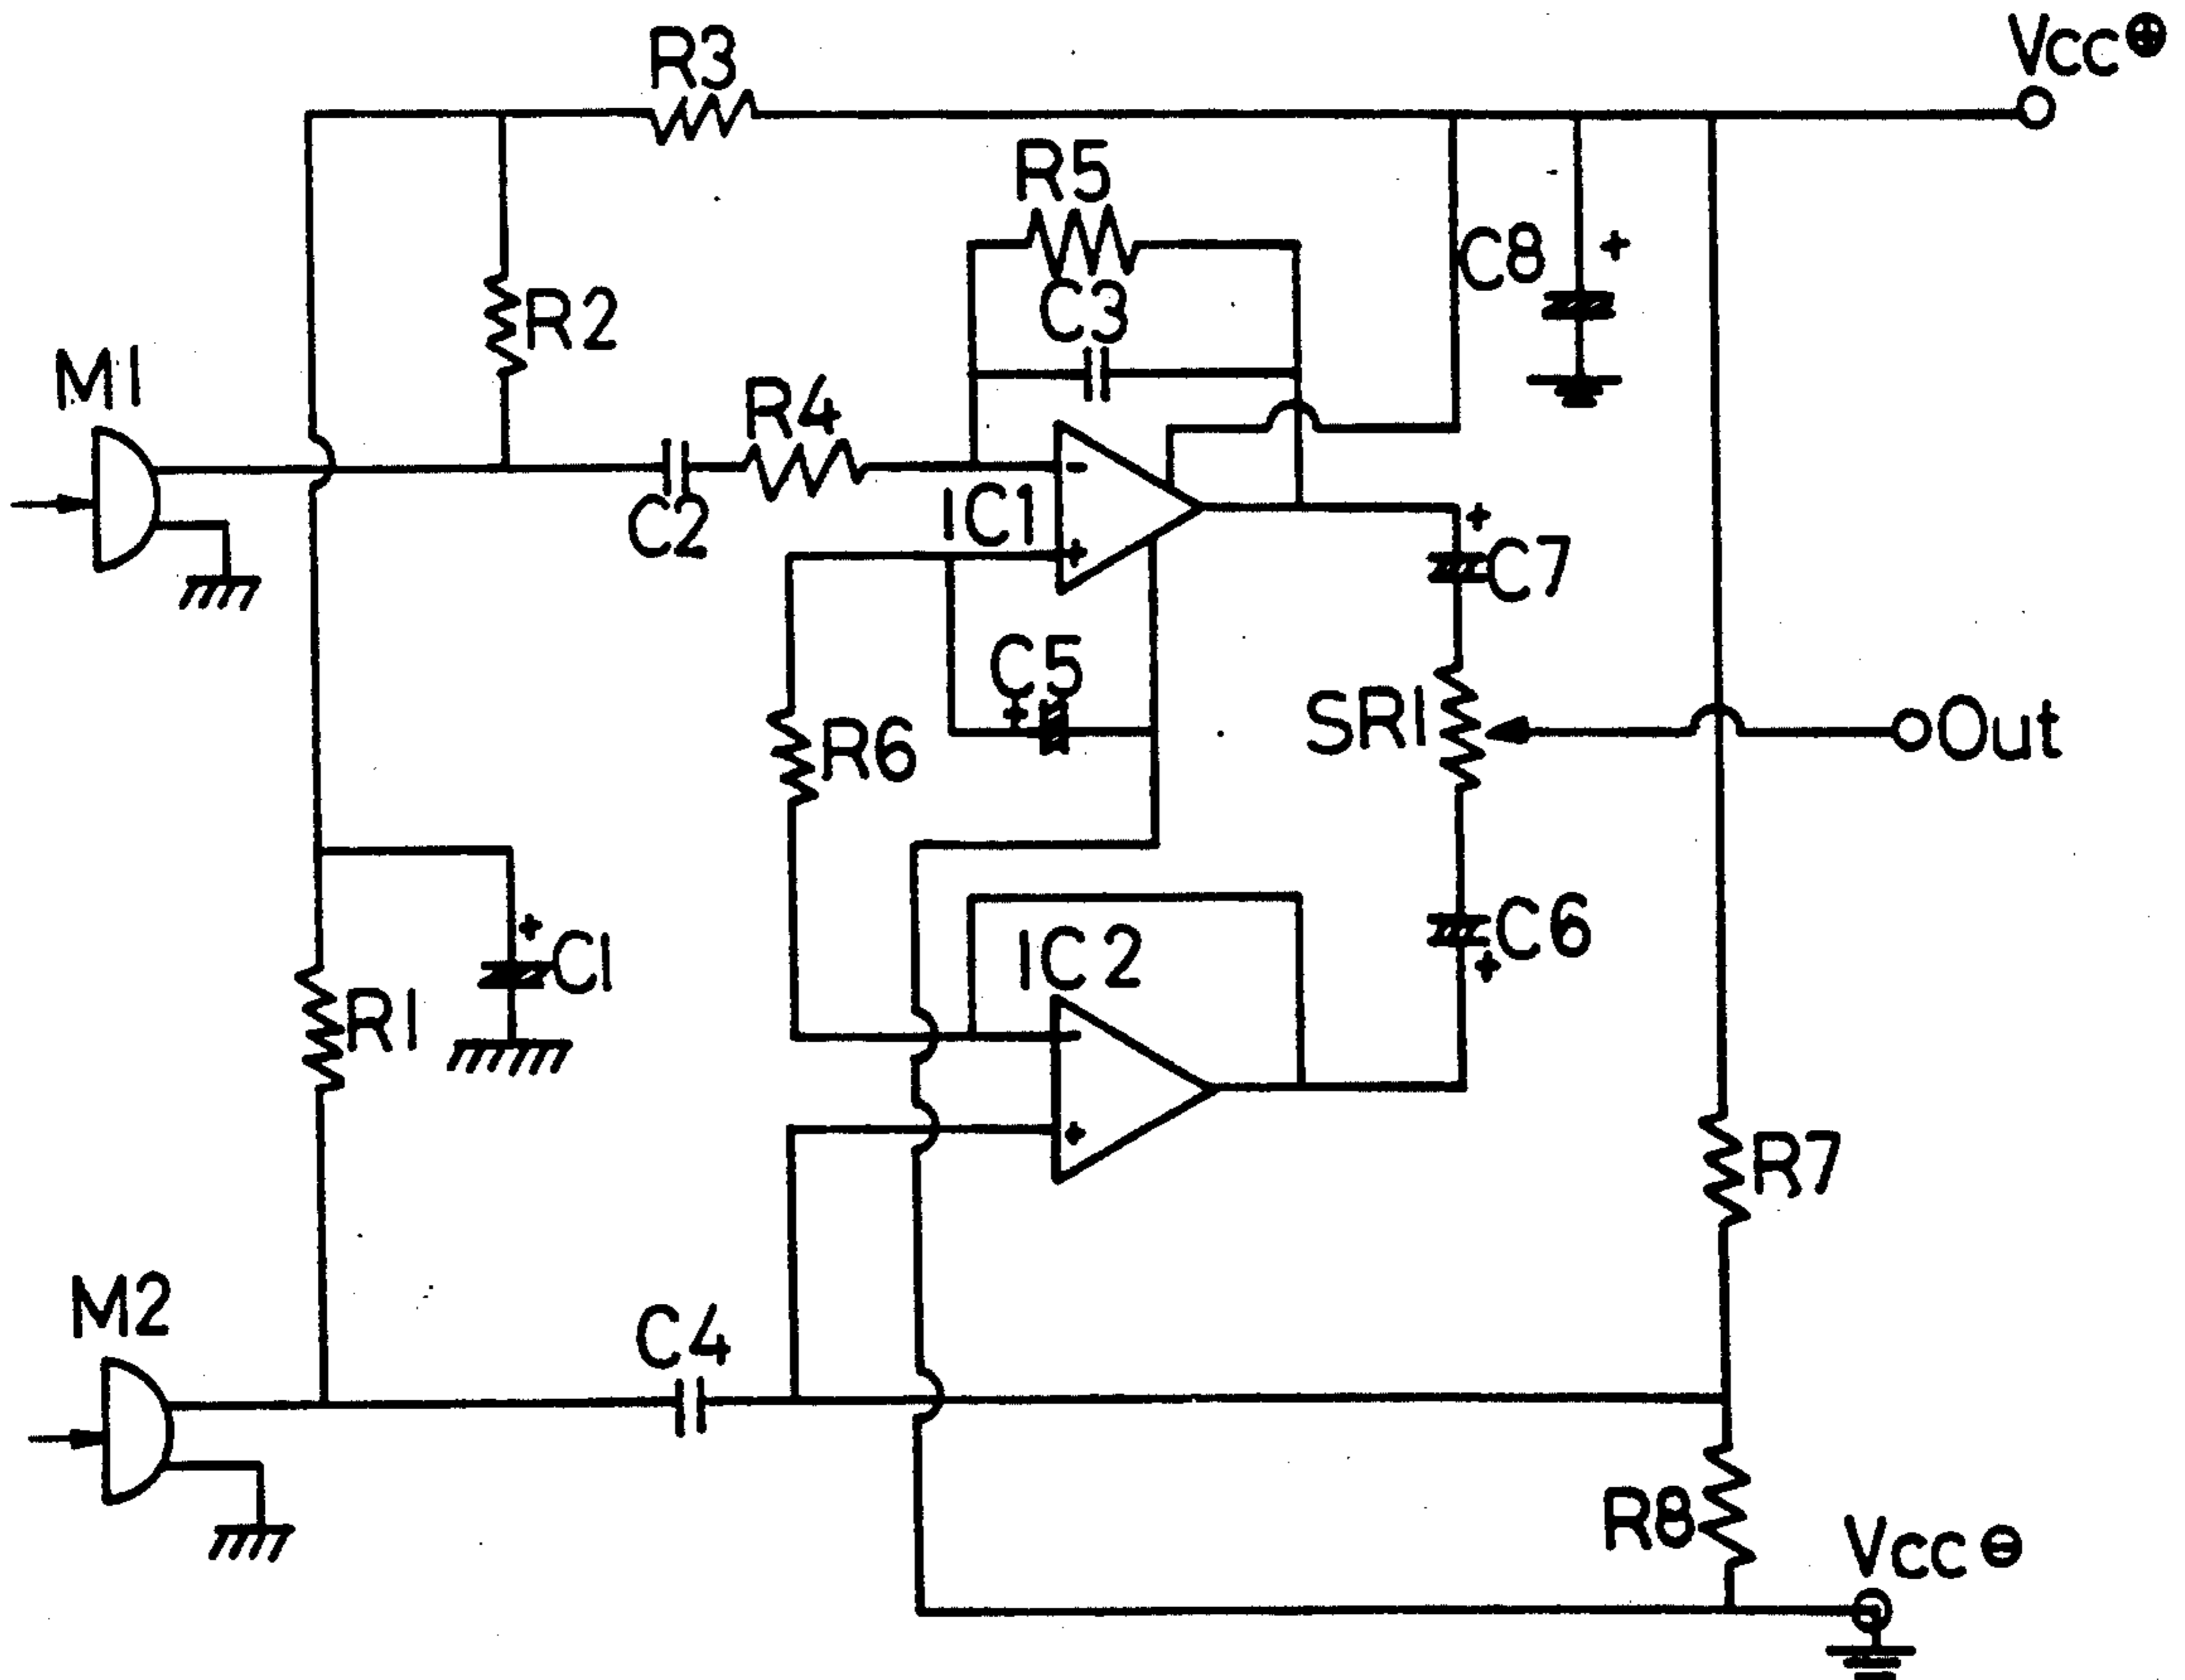 R3
Vcc⊕
R5
C8 +
C3
R2
M1
R4
-
IC1
C2
+
+
C7
C5
+
R6
SR1
Out
+
C1
IC2
C6
+
-
R1
+
R7
M2
C4
R8
Vcc⊖